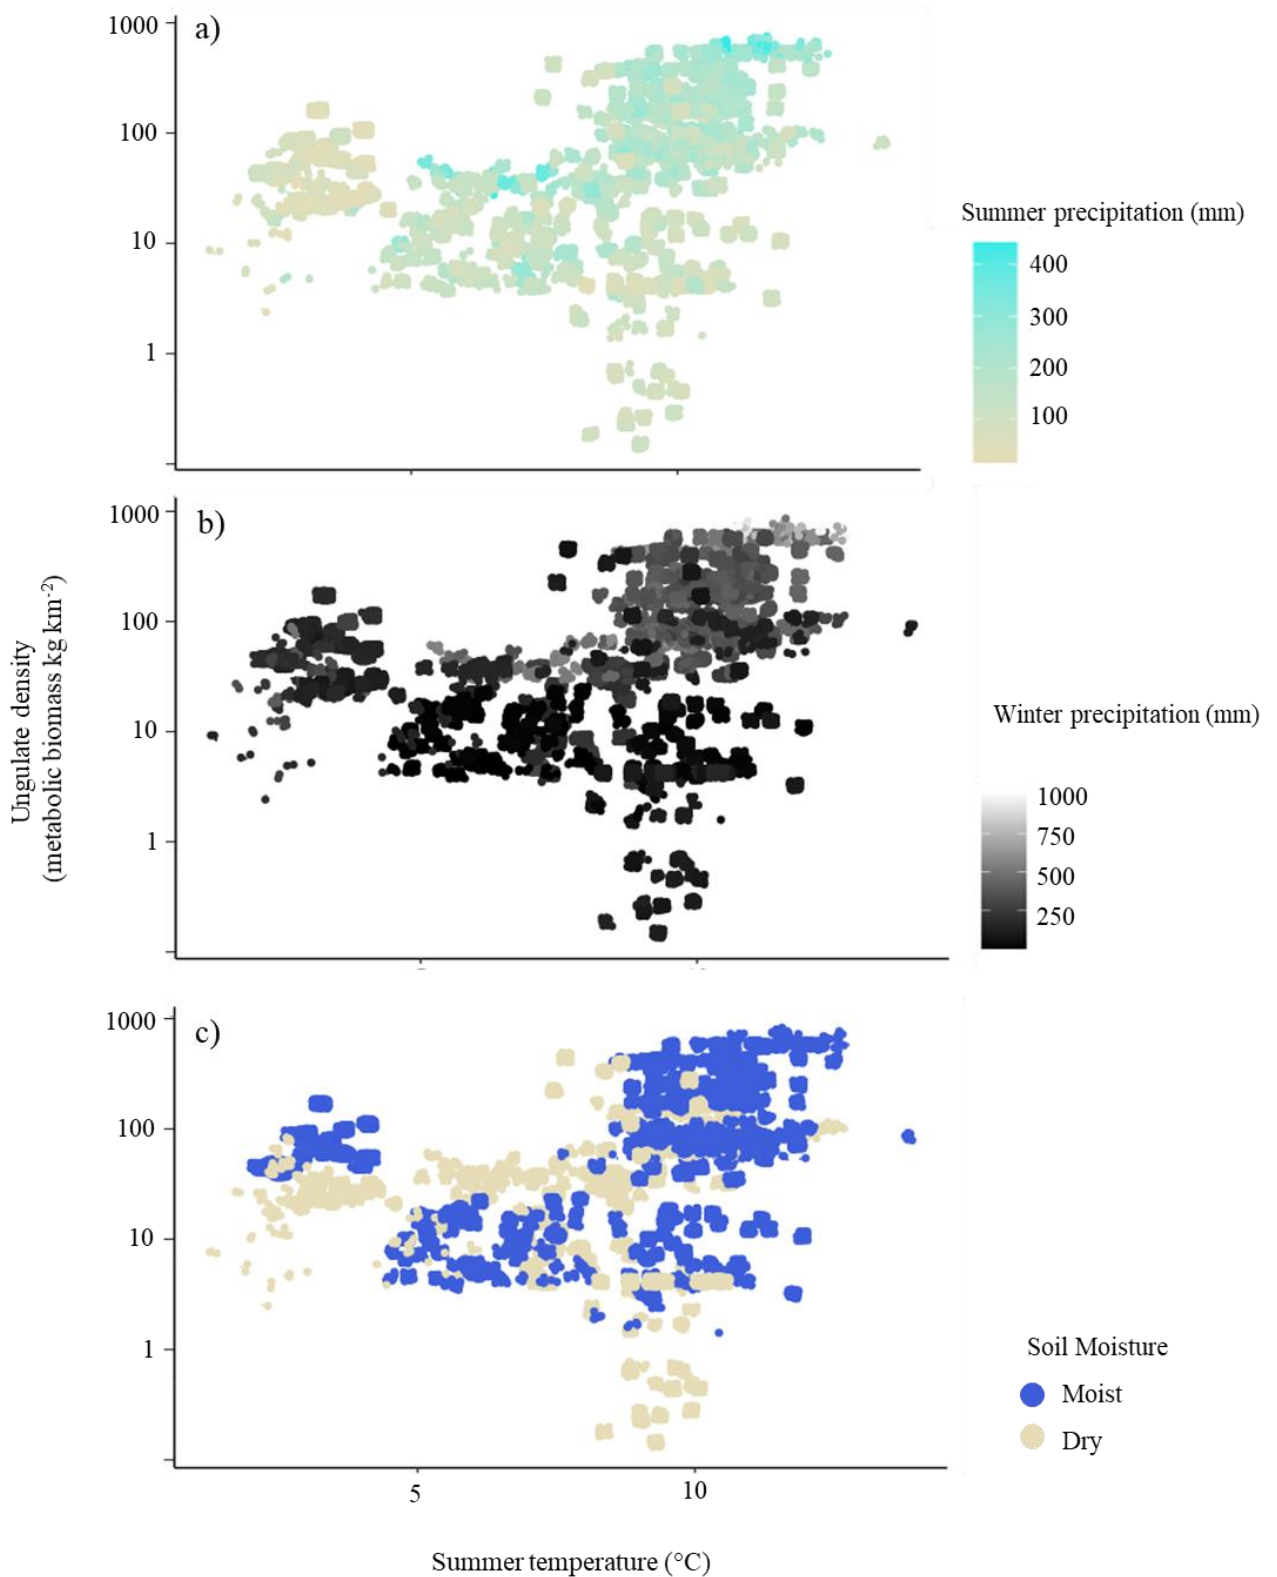 a)
1000
100
10
1
Summer precipitation (mm)
400
300
200
100
b)
1000
100
10
1
Ungulate density
(metabolic biomass kg km-2)
Winter precipitation (mm)
1000
750
500
250
c)
1000
100
10
1
Soil Moisture
Moist
Dry
5
10
Summer temperature (°C)